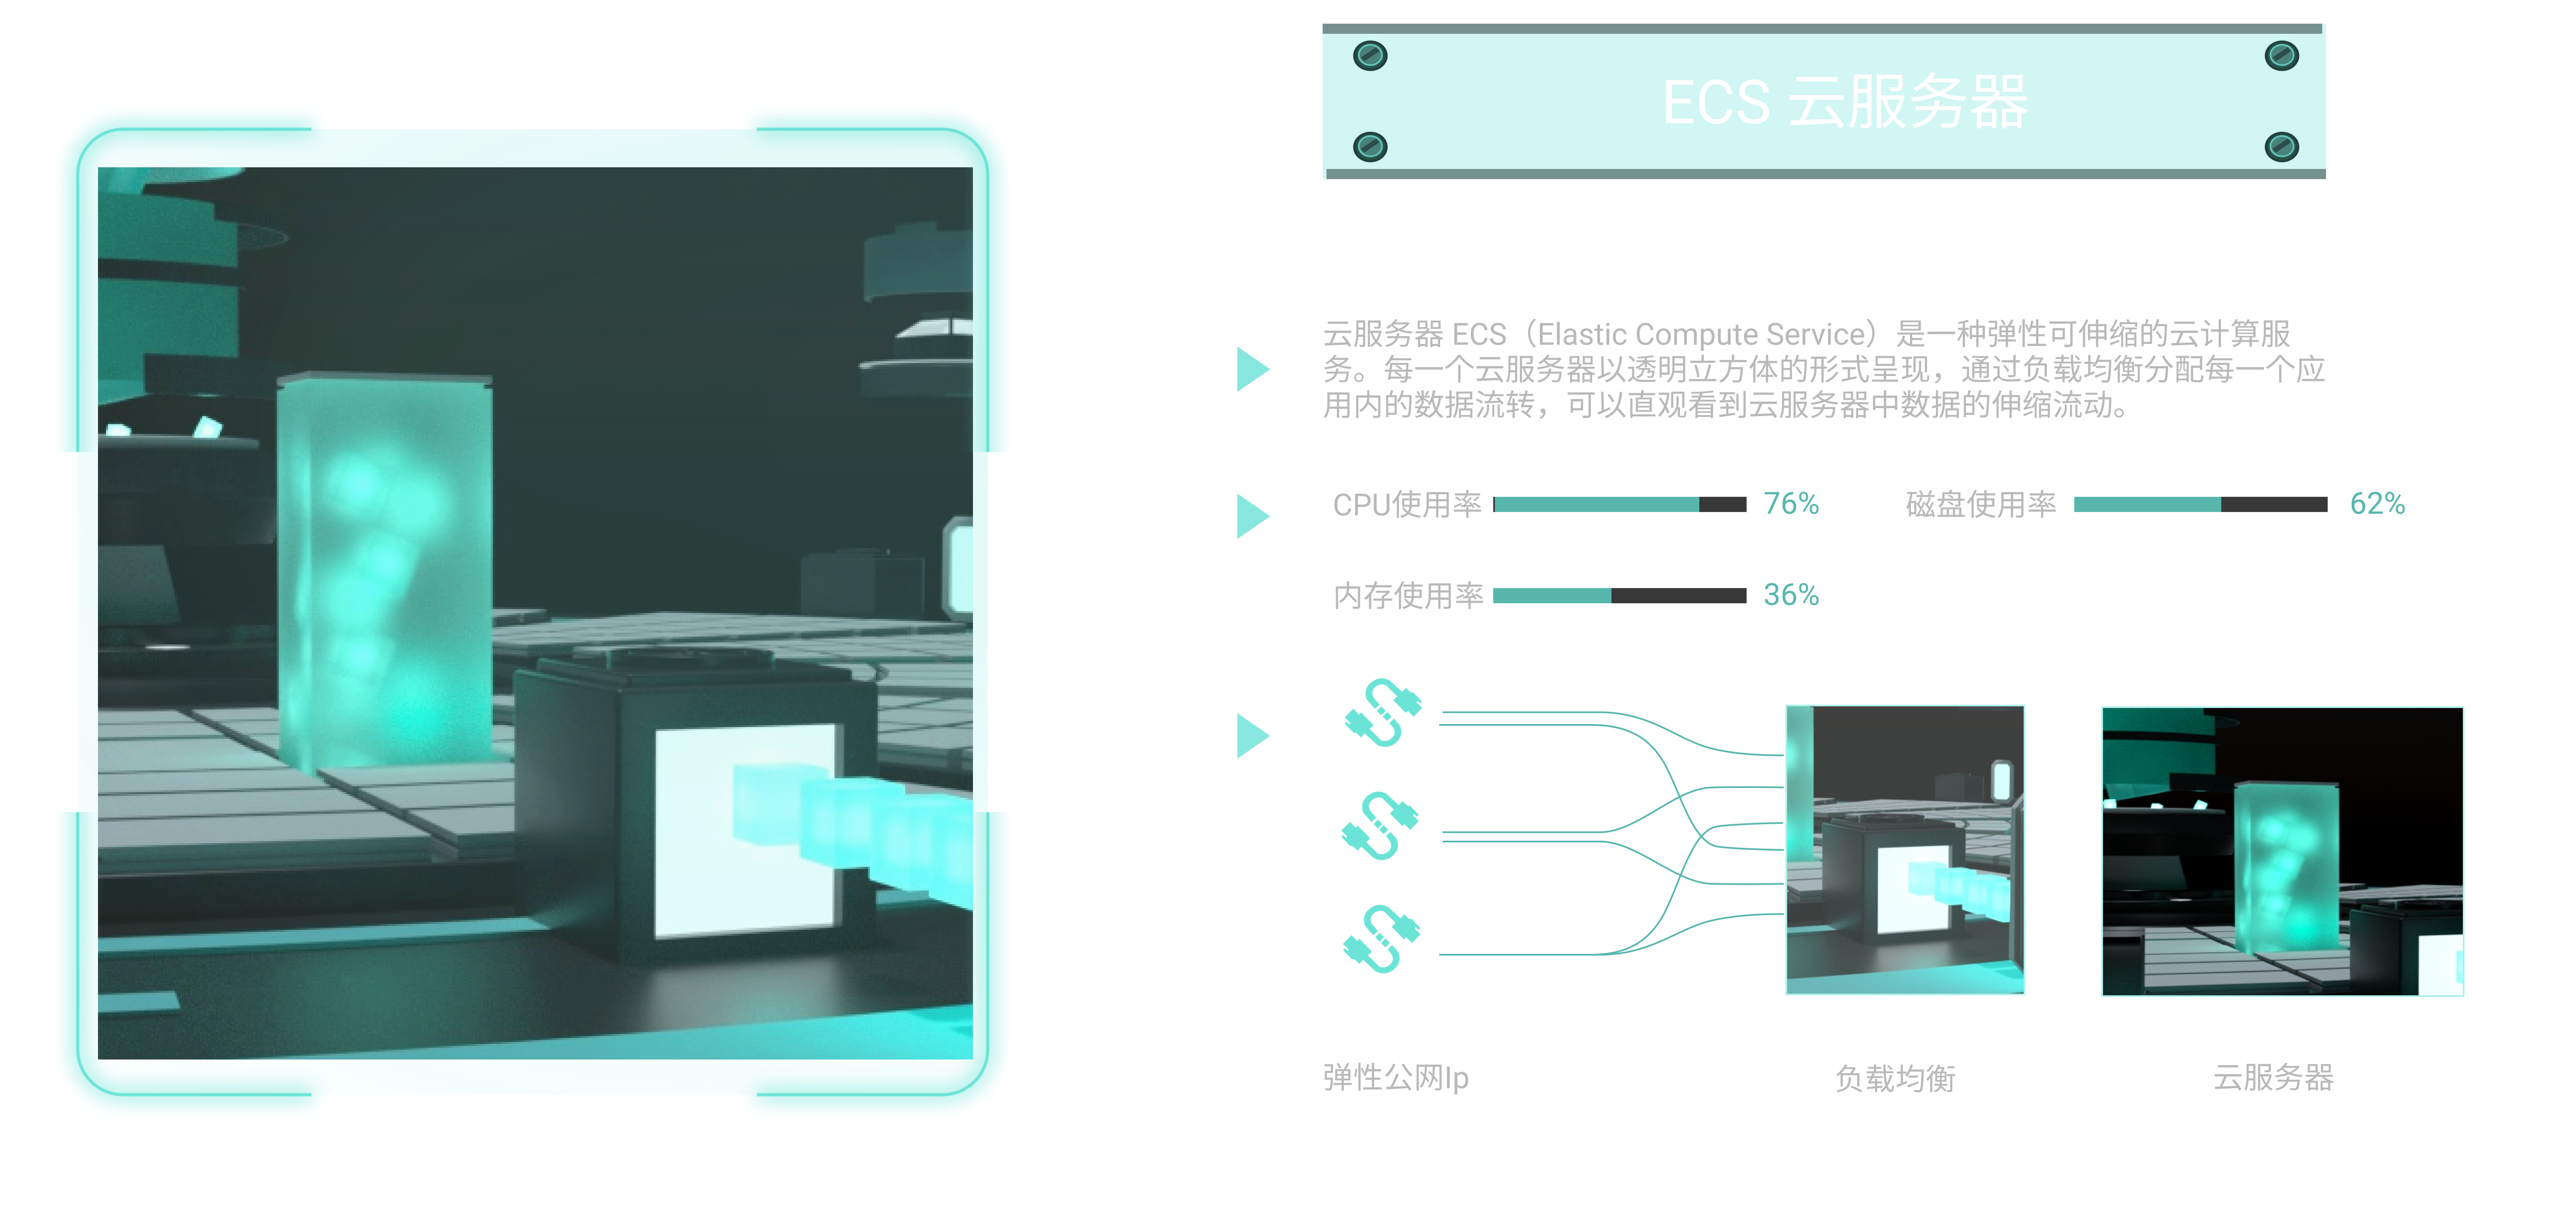 ECS 云服务器
云服务器 ECS（Elastic Compute Service）是一种弹性可伸缩的云计算服
务。每一个云服务器以透明立方体的形式呈现，通过负载均衡分配每一个应
用内的数据流转，可以直观看到云服务器中数据的伸缩流动。
CPU使用率 76% 磁盘使用率 62%
内存使用率 36%
弹性公网Ip 负载均衡 云服务器